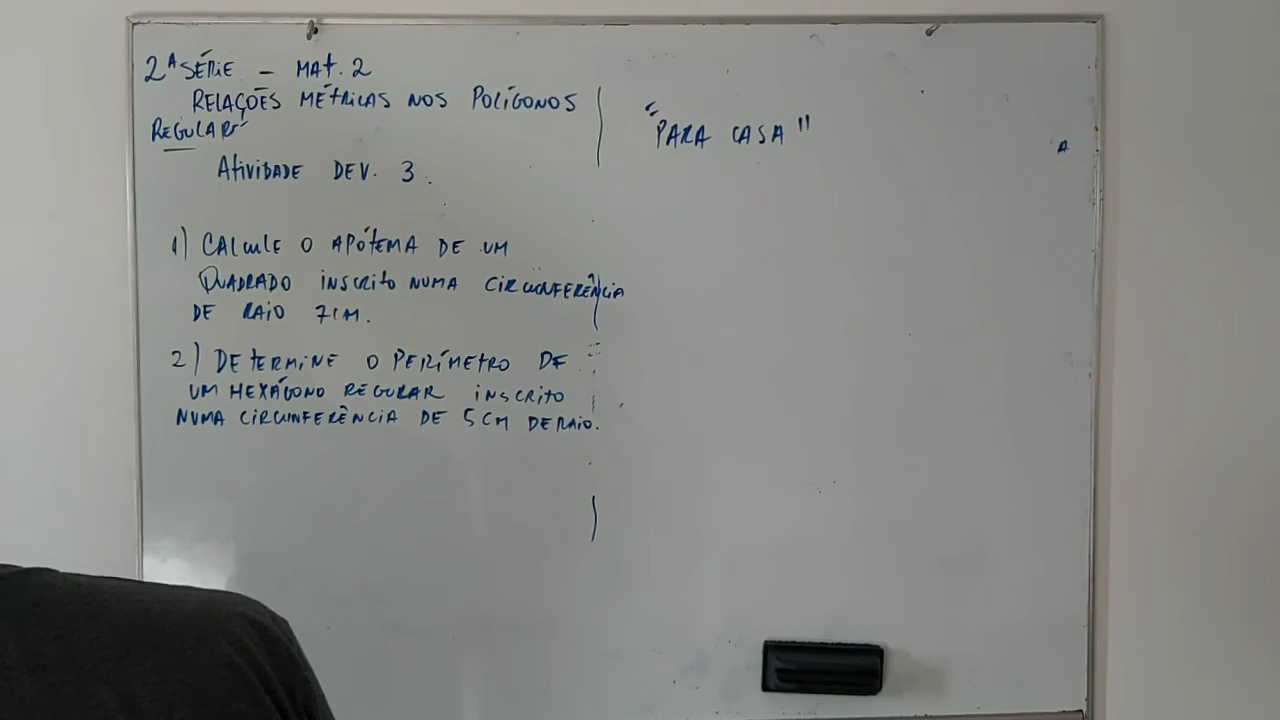 2ª SÉRIE - MAT. 2
RELAÇÕES MÉTRICAS NOS POLÍGONOS
REGULARES
ATIVIDADE DEV. 3.
1) CALCULE O APÓTEMA DE UM
QUADRADO INSCRITO NUMA CIRCUNFERÊNCIA
DE RAIO 7CM.
2) DETERMINE O PERÍMETRO DE
UM HEXÁGONO REGULAR INSCRITO
NUMA CIRCUNFERÊNCIA DE 5CM DE RAIO.
"PARA CASA"
A